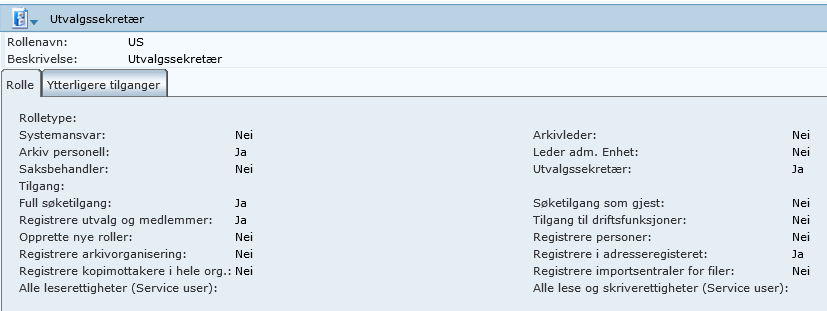 Utvalgssekretær
Rollenavn: US
Beskrivelse: Utvalgssekretær
Rolle Ytterligere tilganger
Rolletype:
Systemansvar: Nei Arkivleder: Nei
Arkiv personell: Ja Leder adm. Enhet: Nei
Saksbehandler: Nei Utvalgssekretær: Ja
Tilgang:
Full søketilgang: Ja Søketilgang som gjest: Nei
Registrere utvalg og medlemmer: Ja Tilgang til driftsfunksjoner: Nei
Opprette nye roller: Nei Registrere personer: Nei
Registrere arkivorganisering: Nei Registrere i adresseregisteret: Ja
Registrere kopimottakere i hele org.: Nei Registrere importsentraler for filer: Nei
Alle leserettigheter (Service user): Alle lese og skriverettigheter (Service user):